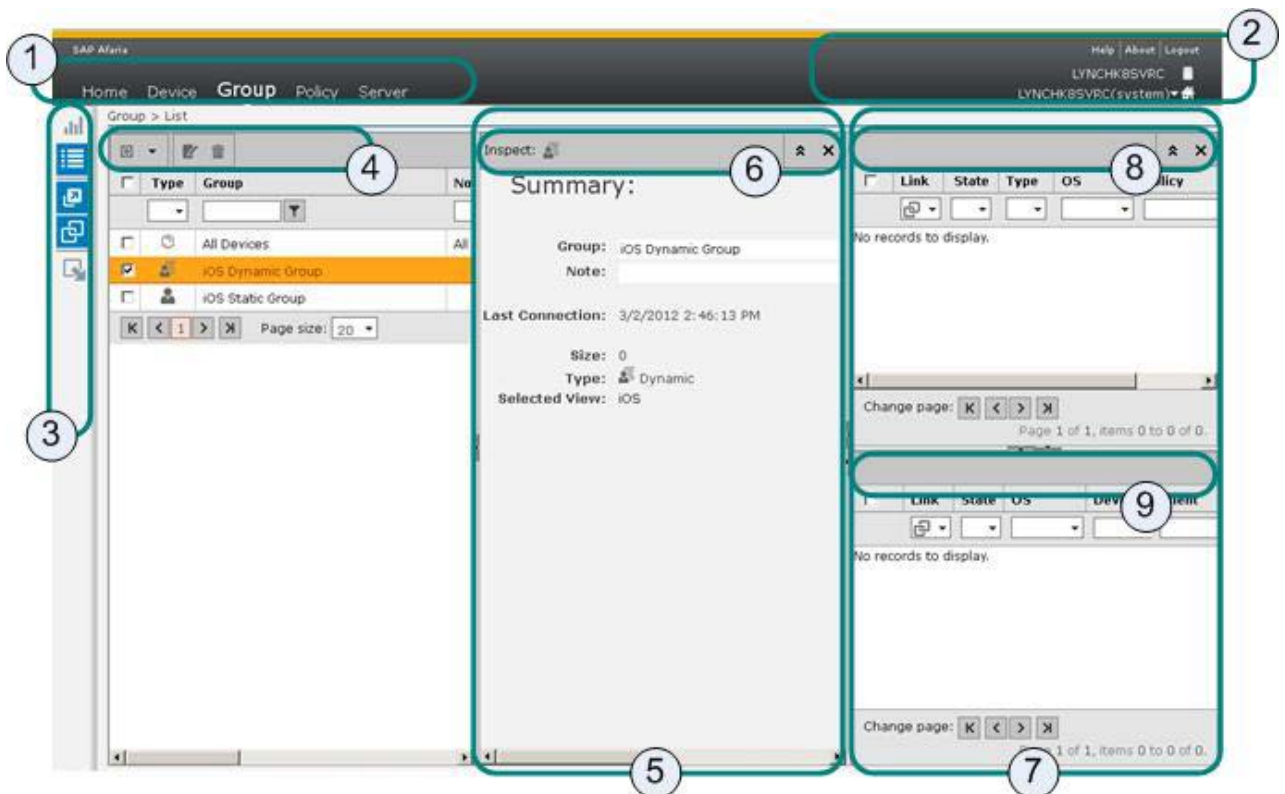 SAP Afaria
Help About Logout
LYNCHK8SVRC
LYNCHK8SVRC(system)
Home Device Group Policy Server
1
2
3
Group > List
4
Type Group No
All Devices All
iOS Dynamic Group
iOS Static Group
1 Page size: 20
Inspect:
6
Summary:
Group: iOS Dynamic Group
Note:
Last Connection: 3/2/2012 2:46:13 PM
Size: 0
Type: Dynamic
Selected View: iOS
5
8
Link State Type OS
No records to display.
Change page:
Page 1 of 1, items 0 to 0 of 0.
9
Link State OS
No records to display.
Change page:
1 of 1, items 0 to 0 of 0.
7